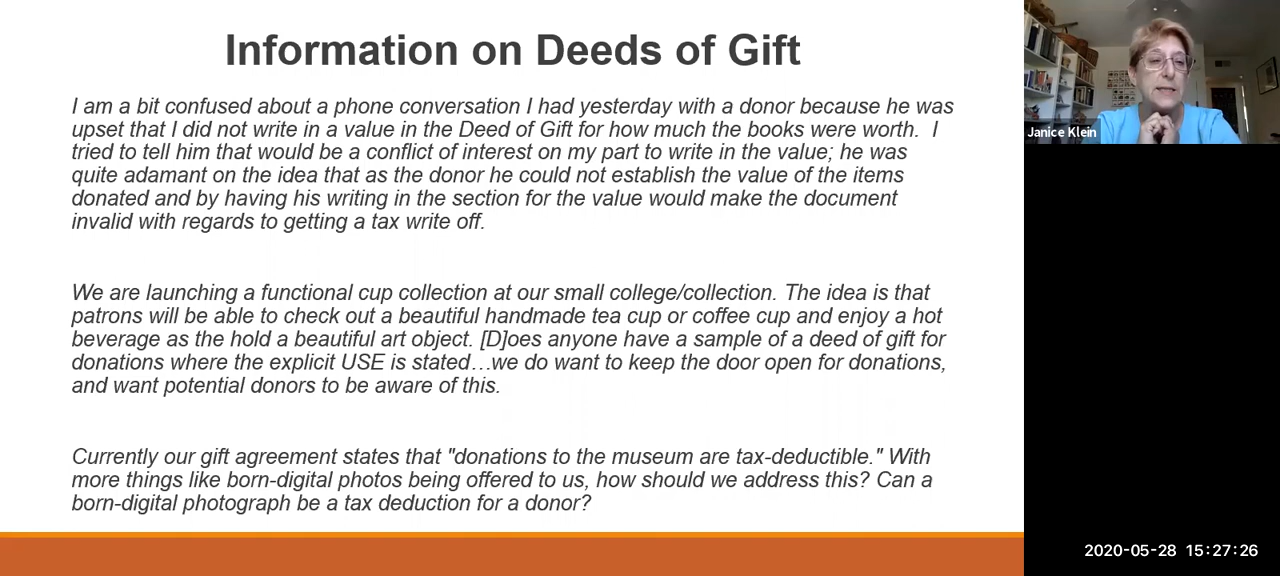 Information on Deeds of Gift
I am a bit confused about a phone conversation I had yesterday with a donor because he was
upset that I did not write in a value in the Deed of Gift for how much the books were worth.  I
tried to tell him that would be a conflict of interest on my part to write in the value; he was
quite adamant on the idea that as the donor he could not establish the value of the items
donated and by having his writing in the section for the value would make the document
invalid with regards to getting a tax write off.
We are launching a functional cup collection at our small college/collection. The idea is that
patrons will be able to check out a beautiful handmade tea cup or coffee cup and enjoy a hot
beverage as the hold a beautiful art object. [D]oes anyone have a sample of a deed of gift for
donations where the explicit USE is stated…we do want to keep the door open for donations,
and want potential donors to be aware of this.
Currently our gift agreement states that "donations to the museum are tax-deductible." With
more things like born-digital photos being offered to us, how should we address this? Can a
born-digital photograph be a tax deduction for a donor?
Janice Klein
2020-05-28 15:27:26